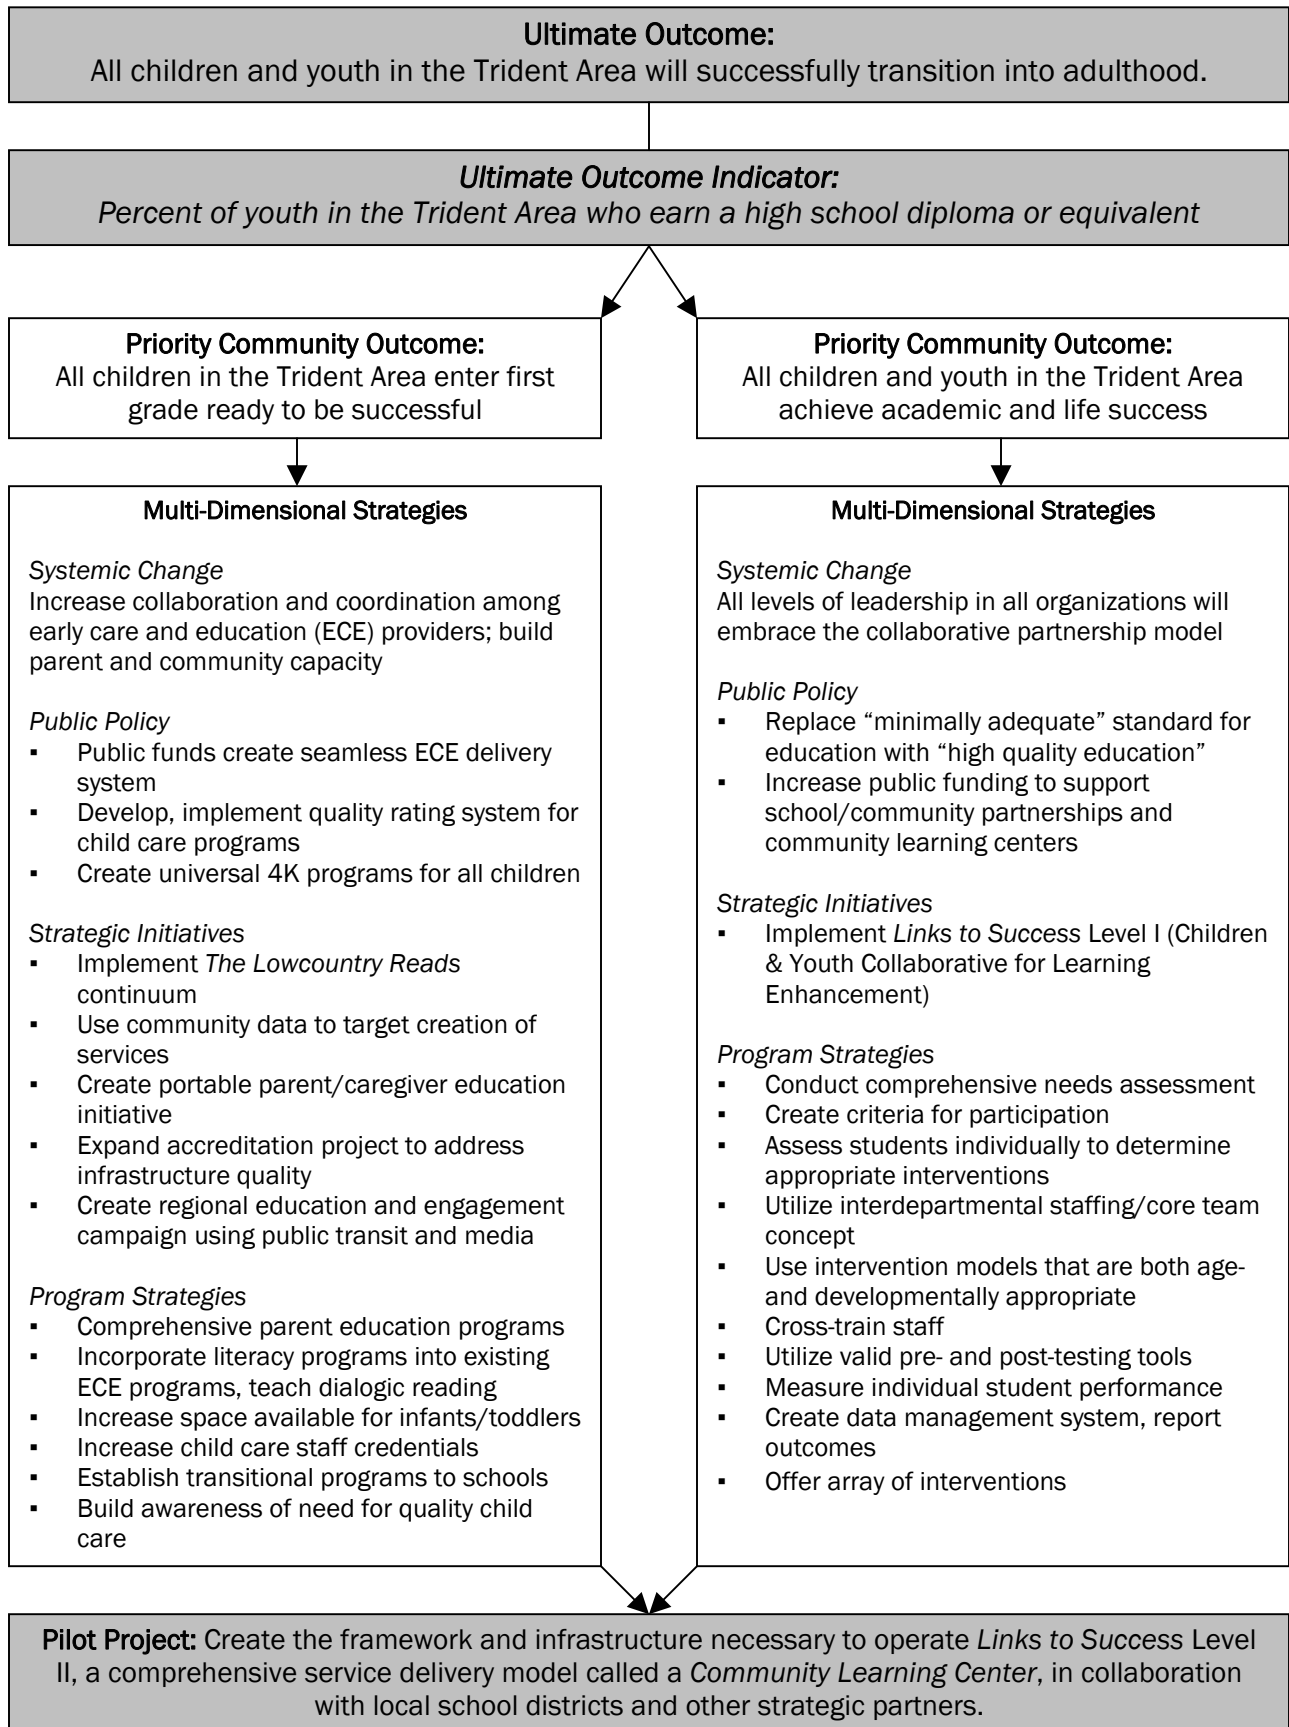 Ultimate Outcome:
All children and youth in the Trident Area will successfully transition into adulthood.
Ultimate Outcome Indicator:
Percent of youth in the Trident Area who earn a high school diploma or equivalent
Priority Community Outcome:
All children in the Trident Area enter first
grade ready to be successful
Priority Community Outcome:
All children and youth in the Trident Area
achieve academic and life success
Multi-Dimensional Strategies
Systemic Change
Increase collaboration and coordination among
early care and education (ECE) providers; build
parent and community capacity
Public Policy
▪ Public funds create seamless ECE delivery
system
▪ Develop, implement quality rating system for
child care programs
▪ Create universal 4K programs for all children
Strategic Initiatives
▪ Implement The Lowcountry Reads
continuum
▪ Use community data to target creation of
services
▪ Create portable parent/caregiver education
initiative
▪ Expand accreditation project to address
infrastructure quality
▪ Create regional education and engagement
campaign using public transit and media
Program Strategies
▪ Comprehensive parent education programs
▪ Incorporate literacy programs into existing
ECE programs, teach dialogic reading
▪ Increase space available for infants/toddlers
▪ Increase child care staff credentials
▪ Establish transitional programs to schools
▪ Build awareness of need for quality child
care
Multi-Dimensional Strategies
Systemic Change
All levels of leadership in all organizations will
embrace the collaborative partnership model
Public Policy
▪ Replace “minimally adequate” standard for
education with “high quality education”
▪ Increase public funding to support
school/community partnerships and
community learning centers
Strategic Initiatives
▪ Implement Links to Success Level I (Children
& Youth Collaborative for Learning
Enhancement)
Program Strategies
▪ Conduct comprehensive needs assessment
▪ Create criteria for participation
▪ Assess students individually to determine
appropriate interventions
▪ Utilize interdepartmental staffing/core team
concept
▪ Use intervention models that are both age-
and developmentally appropriate
▪ Cross-train staff
▪ Utilize valid pre- and post-testing tools
▪ Measure individual student performance
▪ Create data management system, report
outcomes
▪ Offer array of interventions
Pilot Project: Create the framework and infrastructure necessary to operate Links to Success Level
II, a comprehensive service delivery model called a Community Learning Center, in collaboration
with local school districts and other strategic partners.